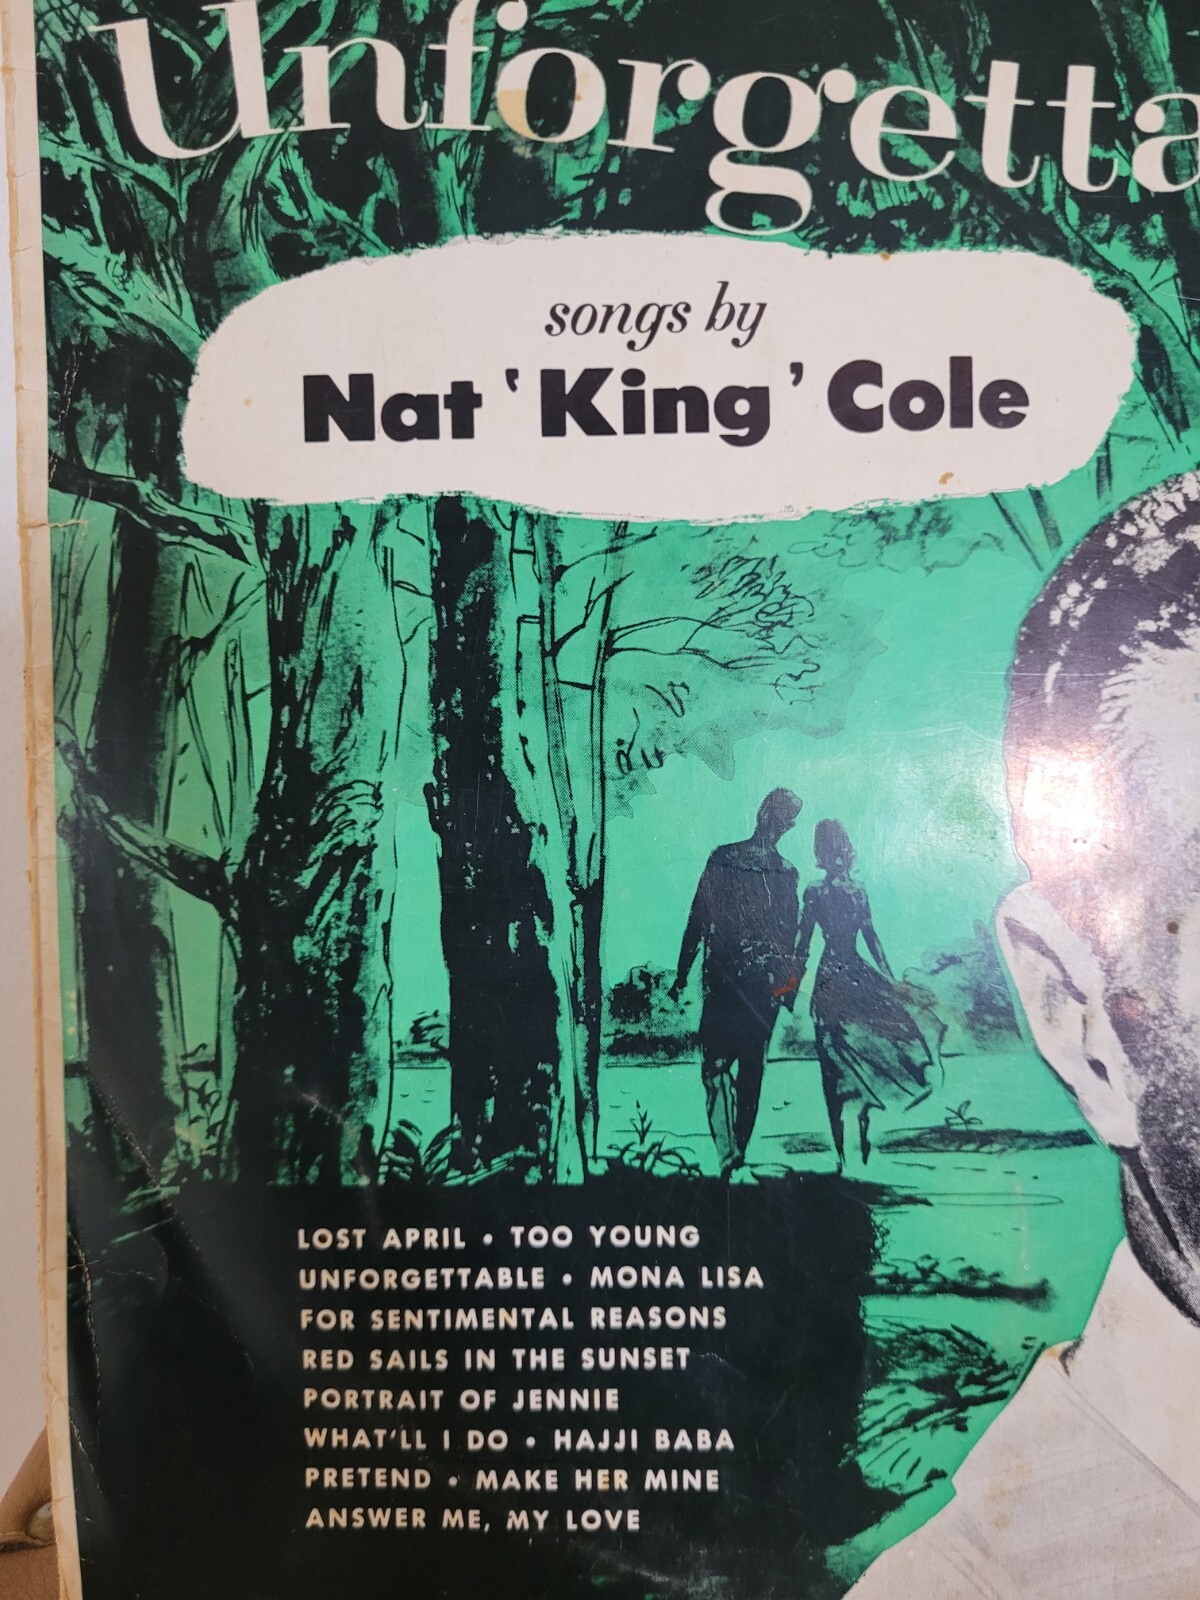 Unforgetta
songs by
Nat 'King' Cole
LOST APRIL • TOO YOUNG
UNFORGETTABLE • MONA LISA
FOR SENTIMENTAL REASONS
RED SAILS IN THE SUNSET
PORTRAIT OF JENNIE
WHAT'LL I DO • HAJJI BABA
PRETEND • MAKE HER MINE
ANSWER ME, MY LOVE